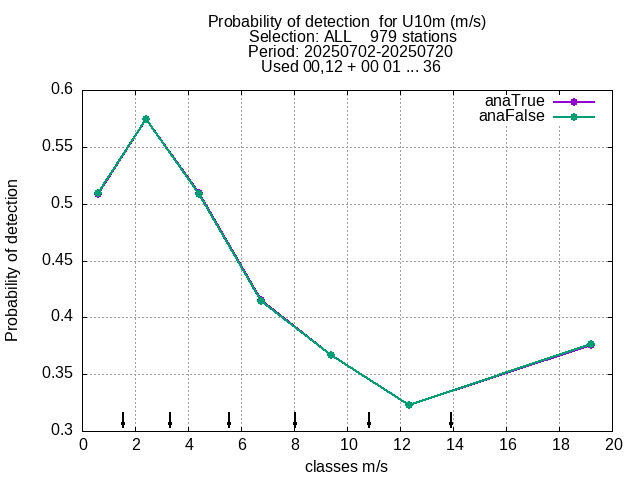 Probability of detection  for U10m (m/s)
Selection: ALL    979 stations
Period: 20250702-20250720
Used 00,12 + 00 01 ... 36
anaTrue
anaFalse
0.6
0.55
0.5
0.45
0.4
0.35
0.3
Probability of detection
0 2 4 6 8 10 12 14 16 18 20
classes m/s